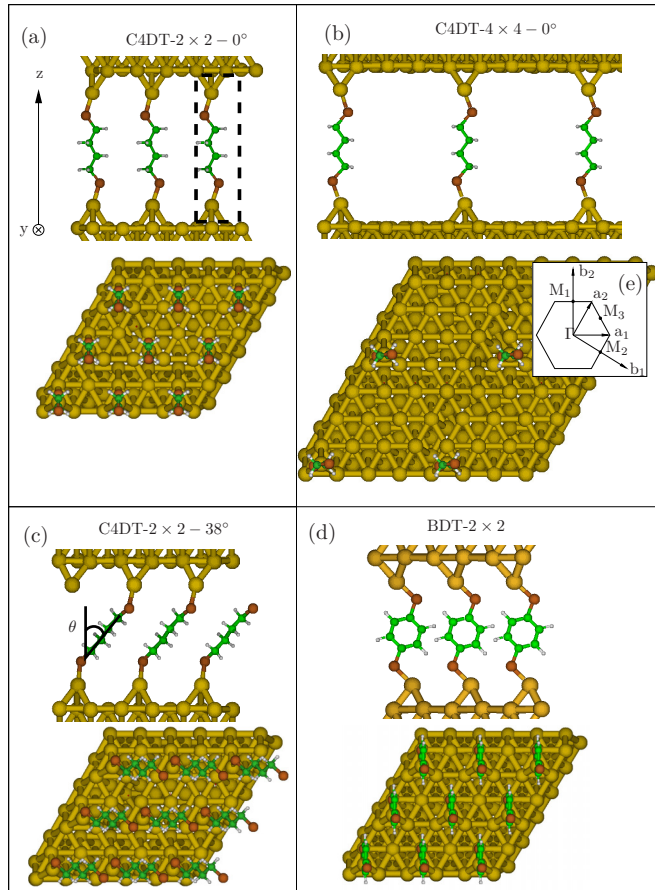 (a)
C4DT-2 × 2 − 0°
z
y
(b)
C4DT-4 × 4 − 0°
(e)
b₂
M₁
a₂
M₃
Γ
a₁
M₂
b₁
(c)
C4DT-2 × 2 − 38°
θ
(d)
BDT-2 × 2